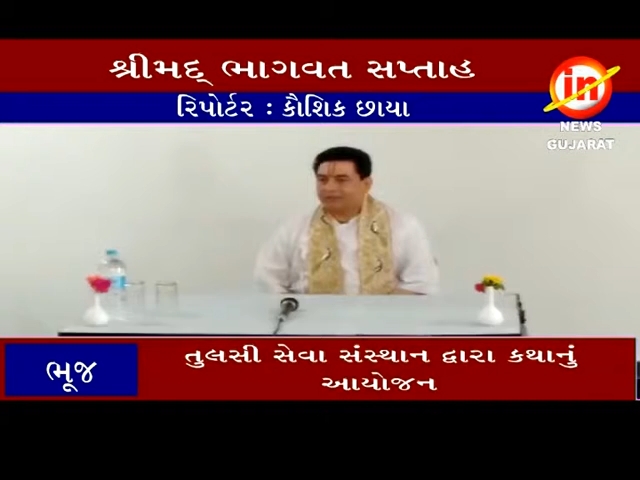 શ્રીમદ્ ભાગવત સપ્તાહ
રિપોર્ટર : કૌશિક છાયા
in
NEWS
GUJARAT
ભૂજ
તુલસી સેવા સંસ્થાન દ્વારા કથાનું
આયોજન